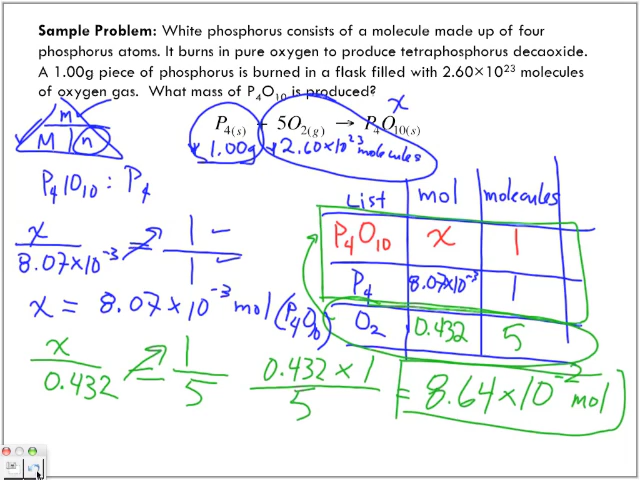 Sample Problem: White phosphorus consists of a molecule made up of four
phosphorus atoms. It burns in pure oxygen to produce tetraphosphorus decaoxide.
A 1.00g piece of phosphorus is burned in a flask filled with 2.60×10²³ molecules
of oxygen gas. What mass of P₄O₁₀ is produced?
x
P₄₍ₛ₎ + 5O₂₍g₎ → P₄O₁₀₍ₛ₎
1.00g 2.60×10²³ molecules
m
M n
P₄O₁₀ : P₄
List mol molecules
P₄O₁₀ x 1
P₄ 8.07×10⁻³ 1
O₂ 0.432 5
x/8.07×10⁻³ = 1/1
x = 8.07×10⁻³ mol (P₄O₁₀)
x/0.432 = 1/5 0.432 × 1/5 = 8.64×10⁻² mol